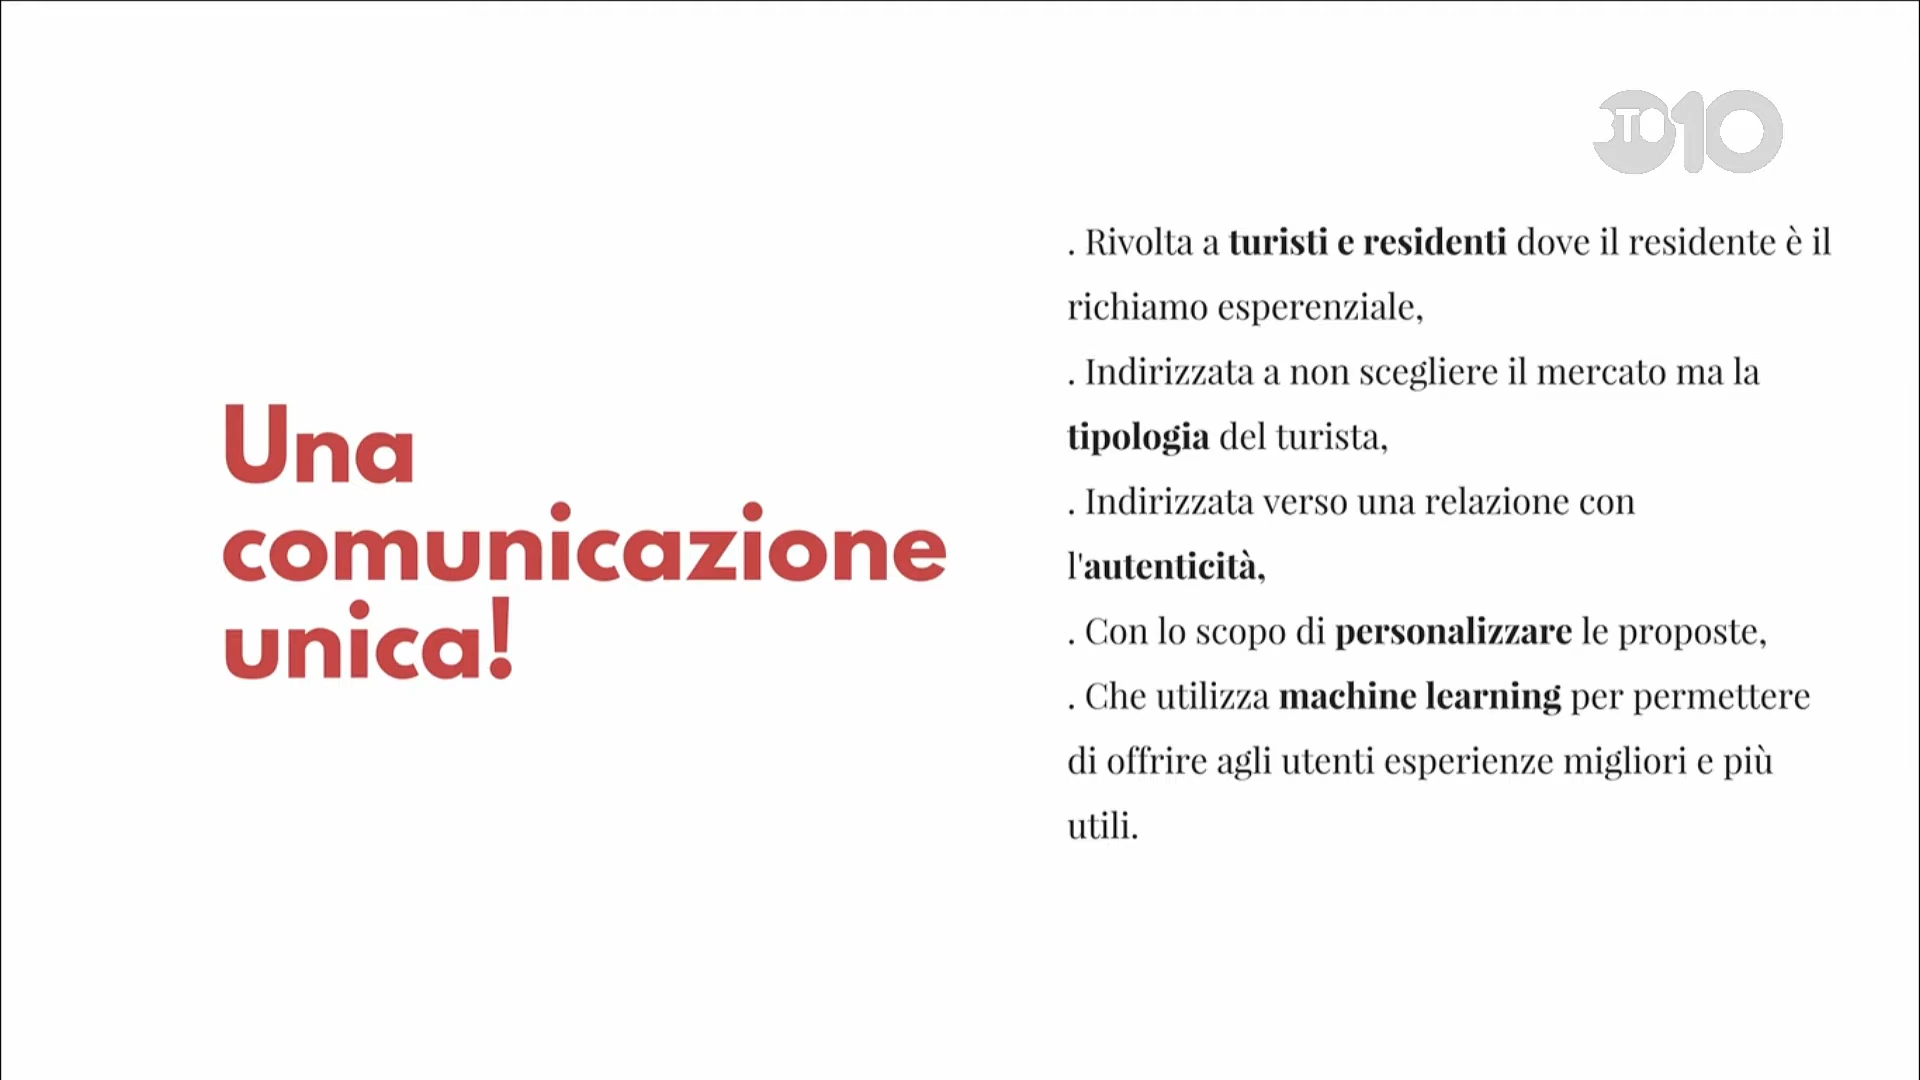 BTO10
Una
comunicazione
unica!
. Rivolta a turisti e residenti dove il residente è il
richiamo esperenziale,
. Indirizzata a non scegliere il mercato ma la
tipologia del turista,
. Indirizzata verso una relazione con
l'autenticità,
. Con lo scopo di personalizzare le proposte,
. Che utilizza machine learning per permettere
di offrire agli utenti esperienze migliori e più
utili.